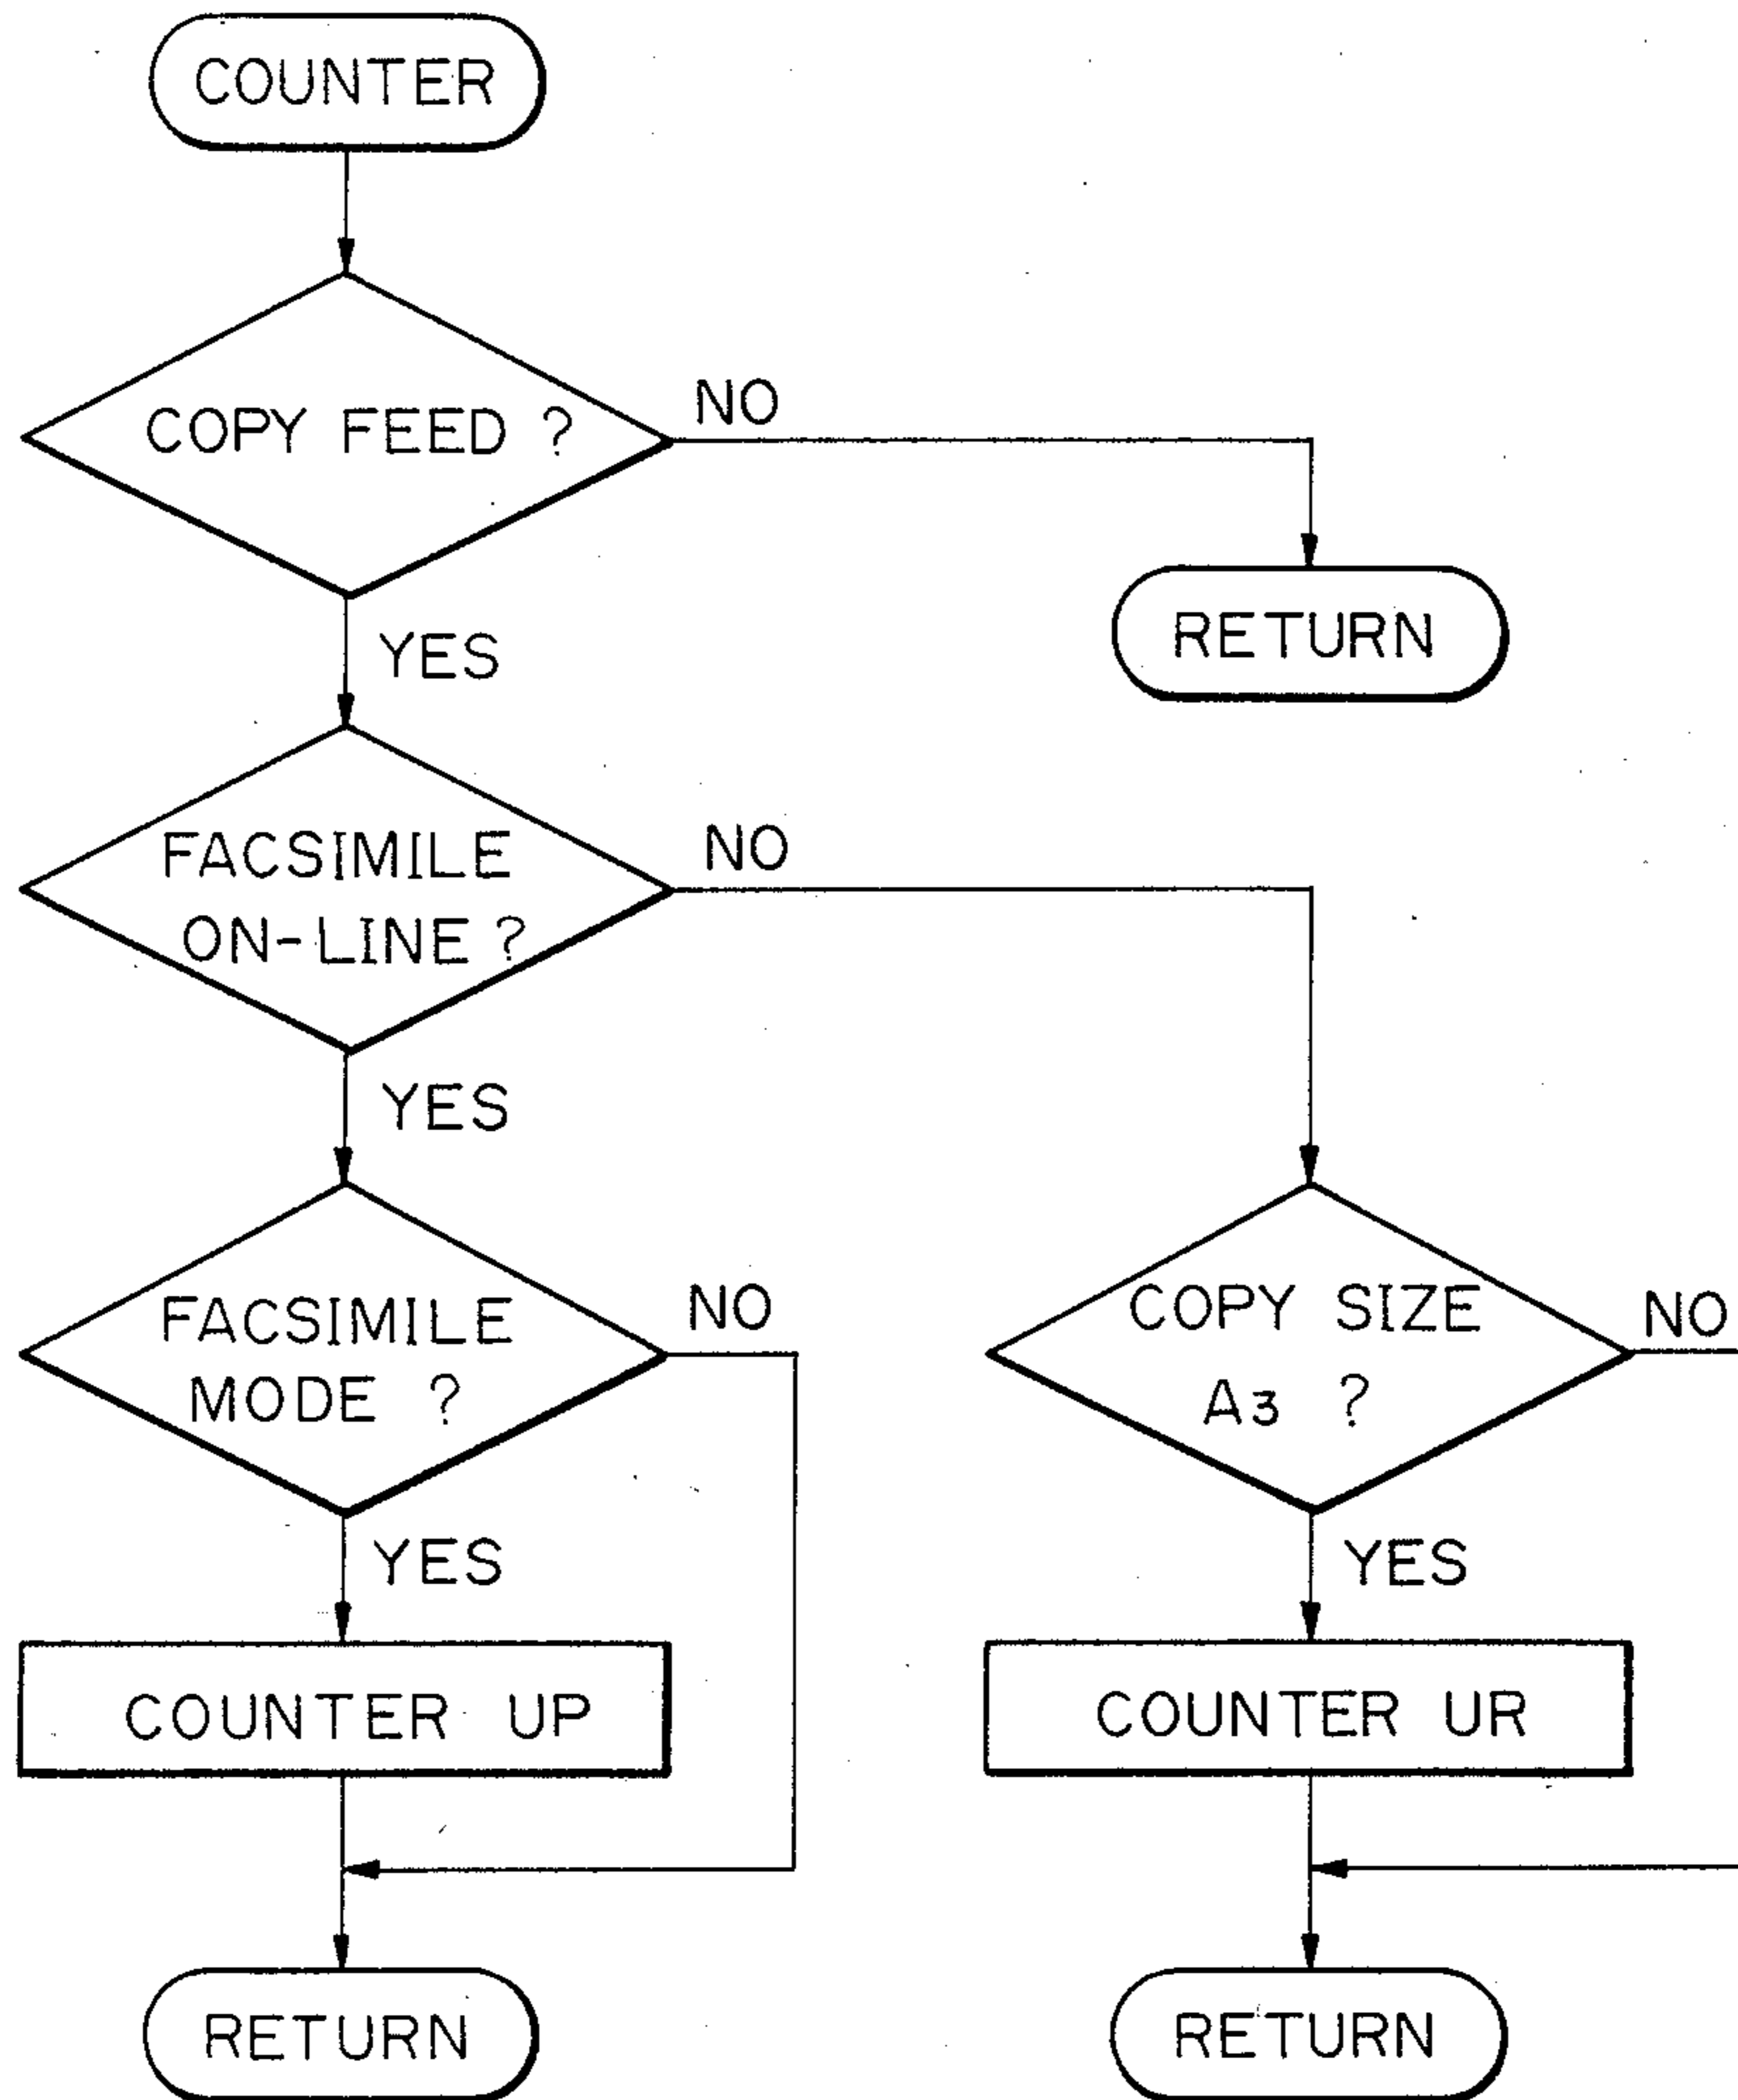 COUNTER
COPY FEED ?
NO
RETURN
YES
FACSIMILE
ON-LINE ?
NO
YES
FACSIMILE
MODE ?
NO
COPY SIZE
A3 ?
NO
YES
YES
COUNTER UP
COUNTER UR
RETURN
RETURN